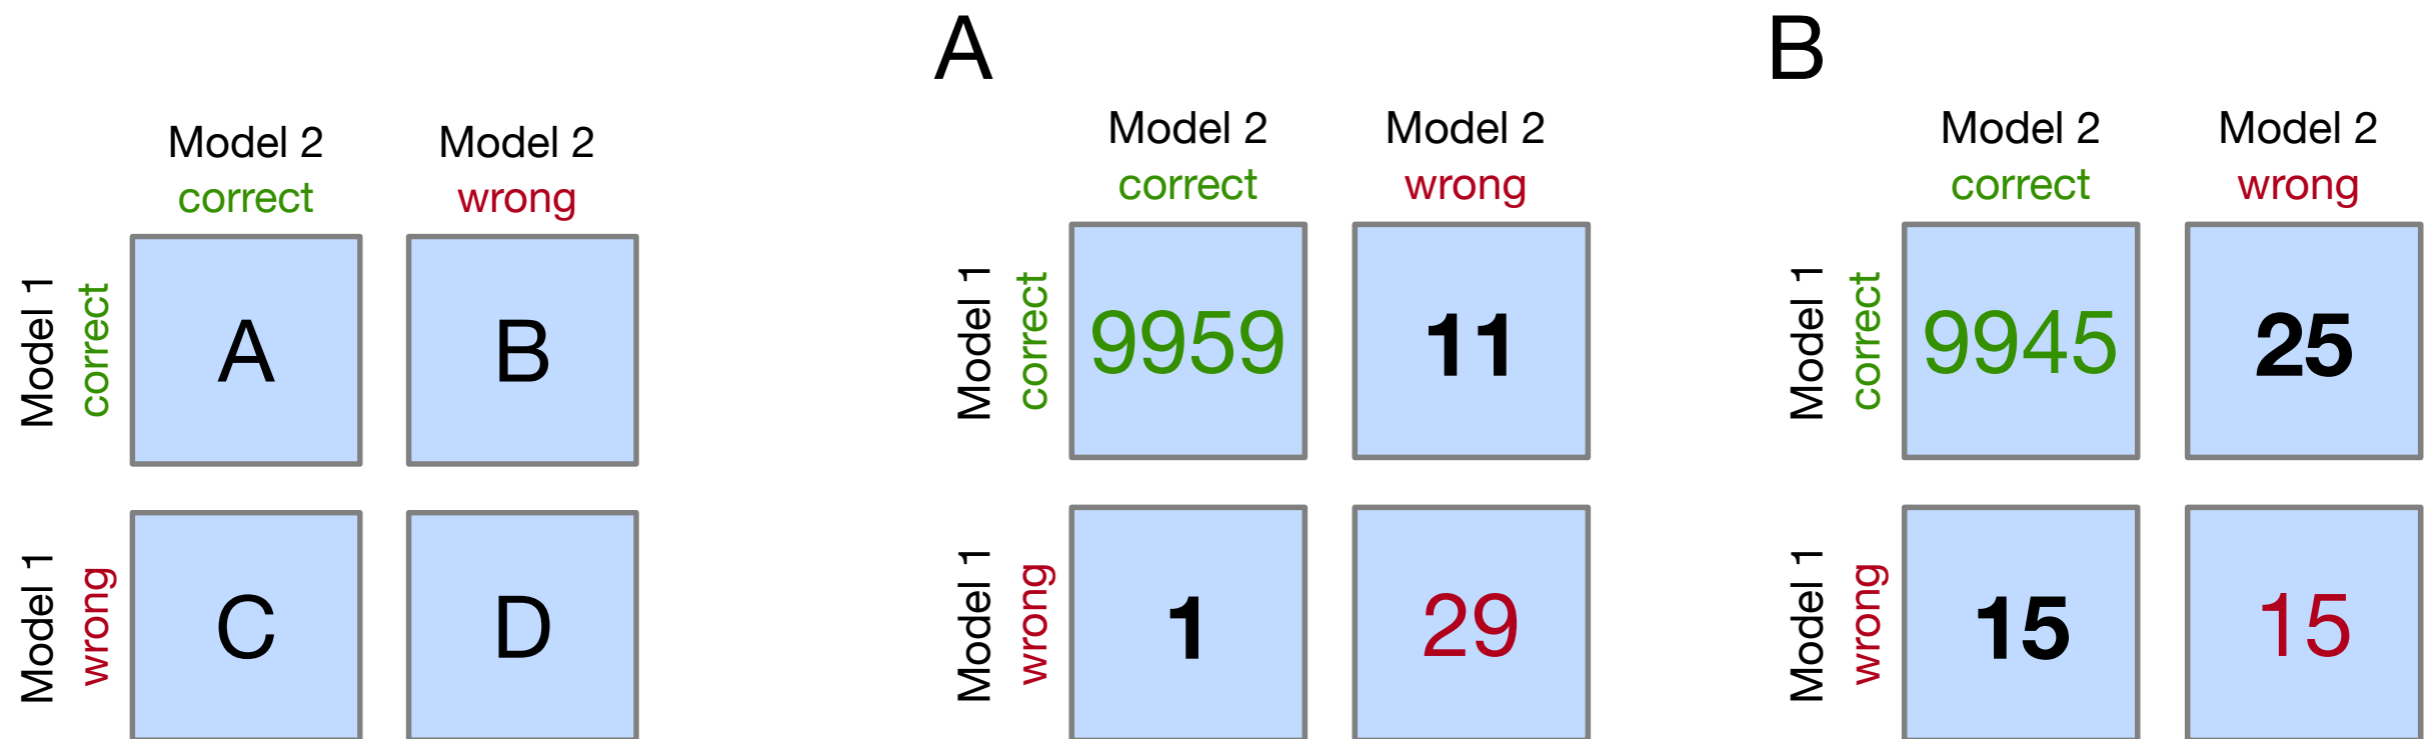 Model 2
correct
Model 2
wrong
Model 1
correct
A
B
Model 1
wrong
C
D
A
Model 2
correct
Model 2
wrong
Model 1
correct
9959
11
Model 1
wrong
1
29
B
Model 2
correct
Model 2
wrong
Model 1
correct
9945
25
Model 1
wrong
15
15